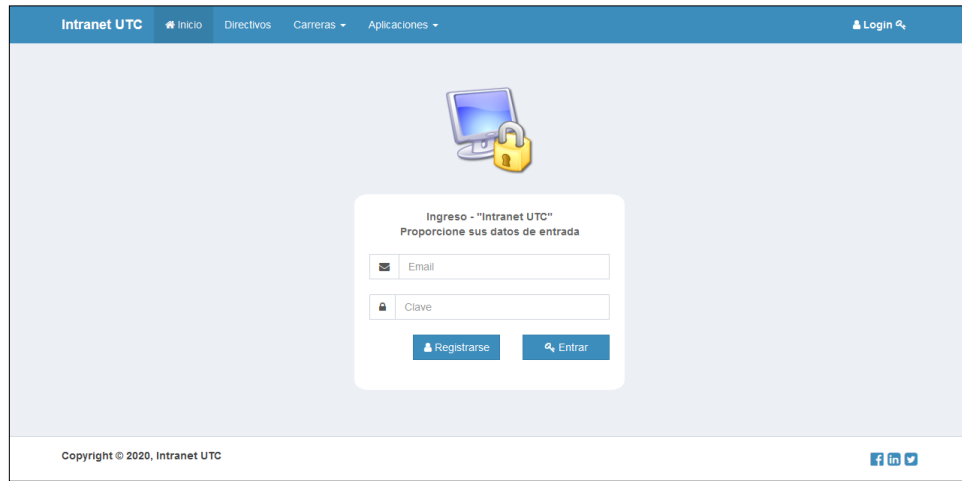 Intranet UTC Inicio Directivos Carreras Aplicaciones Login
Ingreso - "Intranet UTC"
Proporcione sus datos de entrada
Email
Clave
Registrarse Entrar
Copyright © 2020, Intranet UTC